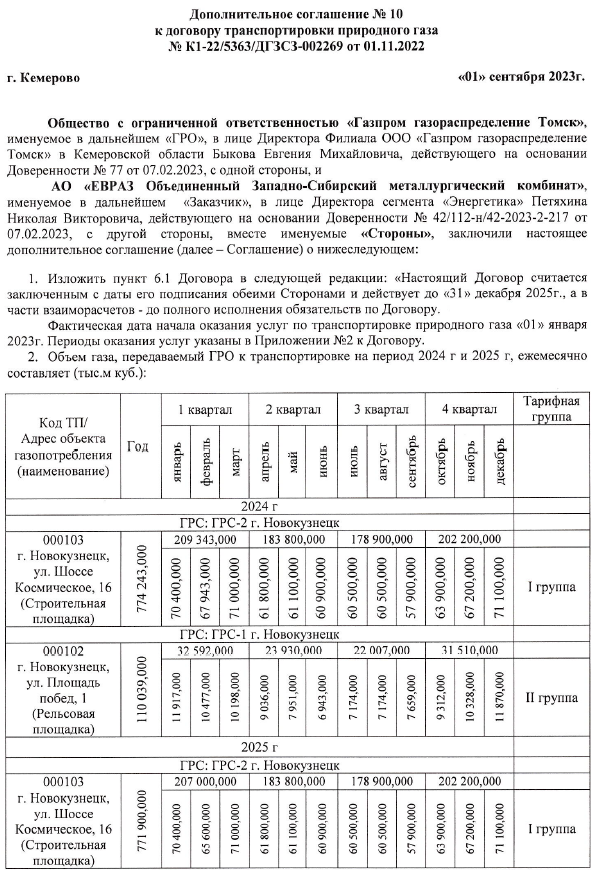 Дополнительное соглашение № 10
к договору транспортировки природного газа
№ К1-22/5363/ДГЗСЗ-002269 от 01.11.2022
г. Кемерово «01» сентября 2023г.
Общество с ограниченной ответственностью «Газпром газораспределение Томск»,
именуемое в дальнейшем «ГРО», в лице Директора Филиала ООО «Газпром газораспределение
Томск» в Кемеровской области Быкова Евгения Михайловича, действующего на основании
Доверенности № 77 от 07.02.2023, с одной стороны, и
АО «ЕВРАЗ Объединенный Западно-Сибирский металлургический комбинат»,
именуемое в дальнейшем «Заказчик», в лице Директора сегмента «Энергетика» Петяхина
Николая Викторовича, действующего на основании Доверенности № 42/112-н/42-2023-2-217 от
07.02.2023, с другой стороны, вместе именуемые «Стороны», заключили настоящее
дополнительное соглашение (далее – Соглашение) о нижеследующем:
1. Изложить пункт 6.1 Договора в следующей редакции: «Настоящий Договор считается
заключенным с даты его подписания обеими Сторонами и действует до «31» декабря 2025г., а в
части взаиморасчетов - до полного исполнения обязательств по Договору.
Фактическая дата начала оказания услуг по транспортировке природного газа «01» января
2023г. Периоды оказания услуг указаны в Приложении №2 к Договору.
2. Объем газа, передаваемый ГРО к транспортировке на период 2024 г и 2025 г, ежемесячно
составляет (тыс.м куб.):
Код ТП/
Адрес объекта
газопотребления
(наименование)
Год
1 квартал 2 квартал 3 квартал 4 квартал
Тарифная
группа
январь февраль март апрель май июнь июль август сентябрь октябрь ноябрь декабрь
2024 г
ГРС: ГРС-2 г. Новокузнецк
000103
г. Новокузнецк,
ул. Шоссе
Космическое, 16
(Строительная
площадка)
774 243,000
209 343,000 183 800,000 178 900,000 202 200,000
70 400,000 67 943,000 71 000,000 61 800,000 61 100,000 60 900,000 60 500,000 60 500,000 57 900,000 63 900,000 67 200,000 71 100,000
I группа
ГРС: ГРС-1 г. Новокузнецк
000102
г. Новокузнецк,
ул. Площадь
побед, 1
(Рельсовая
площадка)
110 039,000
32 592,000 23 930,000 22 007,000 31 510,000
11 917,000 10 477,000 10 198,000 9 036,000 7 951,000 6 943,000 7 174,000 7 174,000 7 659,000 9 312,000 10 328,000 11 870,000
II группа
2025 г
ГРС: ГРС-2 г. Новокузнецк
000103
г. Новокузнецк,
ул. Шоссе
Космическое, 16
(Строительная
площадка)
771 900,000
207 000,000 183 800,000 178 900,000 202 200,000
70 400,000 65 600,000 71 000,000 61 800,000 61 100,000 60 900,000 60 500,000 60 500,000 57 900,000 63 900,000 67 200,000 71 100,000
I группа